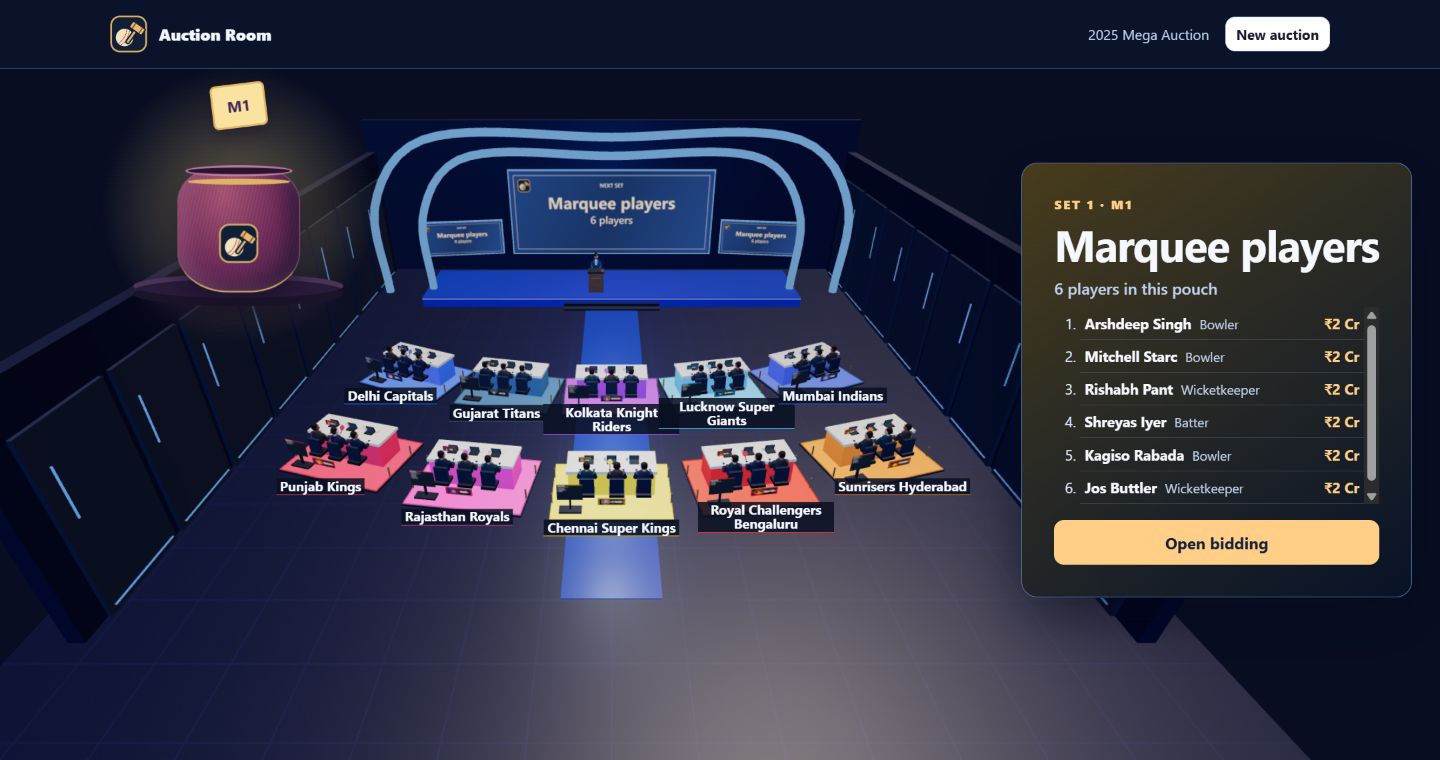 Auction Room
2025 Mega Auction
New auction
M1
NEXT SET
Marquee players
6 players
Marquee players
6 players
Marquee players
6 players
Delhi Capitals
Gujarat Titans
Kolkata Knight
Riders
Lucknow Super
Giants
Mumbai Indians
Punjab Kings
Rajasthan Royals
Chennai Super Kings
Royal Challengers
Bengaluru
Sunrisers Hyderabad
SET 1 · M1
Marquee players
6 players in this pouch
1. Arshdeep Singh Bowler ₹2 Cr
2. Mitchell Starc Bowler ₹2 Cr
3. Rishabh Pant Wicketkeeper ₹2 Cr
4. Shreyas Iyer Batter ₹2 Cr
5. Kagiso Rabada Bowler ₹2 Cr
6. Jos Buttler Wicketkeeper ₹2 Cr
Open bidding